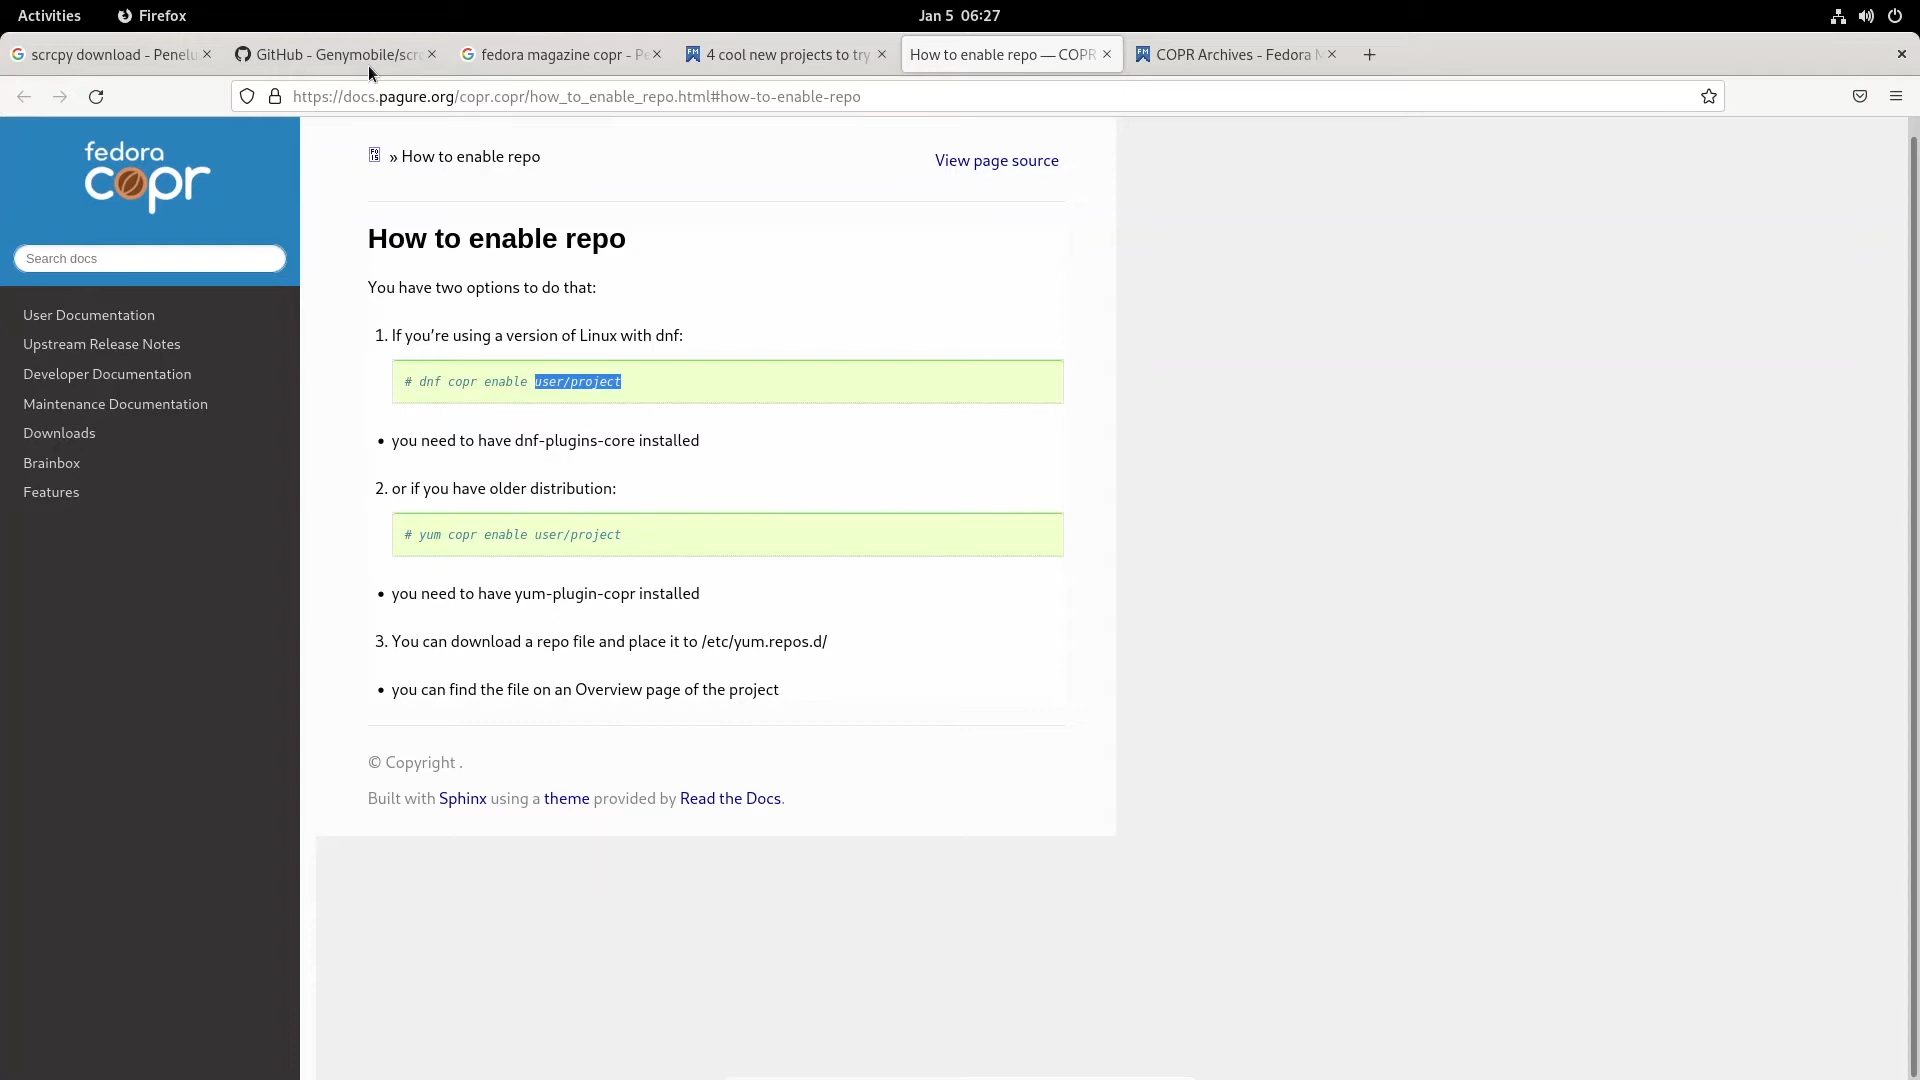 Activities Firefox Jan 5 06:27
scrcpy download - Penelu GitHub - Genymobile/scrc fedora magazine copr - Pe 4 cool new projects to try How to enable repo — COPR COPR Archives - Fedora M
https://docs.pagure.org/copr.copr/how_to_enable_repo.html#how-to-enable-repo
fedora
copr
Search docs
User Documentation
Upstream Release Notes
Developer Documentation
Maintenance Documentation
Downloads
Brainbox
Features
» How to enable repo
View page source
How to enable repo
You have two options to do that:
1. If you’re using a version of Linux with dnf:
# dnf copr enable user/project
• you need to have dnf-plugins-core installed
2. or if you have older distribution:
# yum copr enable user/project
• you need to have yum-plugin-copr installed
3. You can download a repo file and place it to /etc/yum.repos.d/
• you can find the file on an Overview page of the project
© Copyright .
Built with Sphinx using a theme provided by Read the Docs.